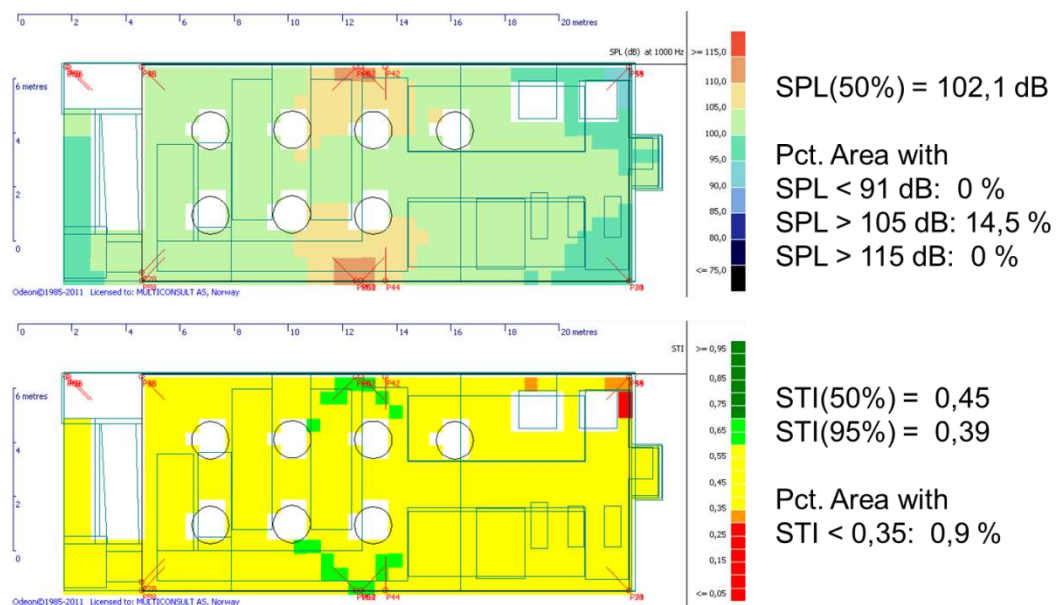 0 2 4 6 8 10 12 14 16 18 20 metres
SPL (dB) at 1000 Hz >= 115,0
110,0
105,0
100,0
95,0
90,0
85,0
80,0
<= 75,0
6 metres
4
2
0
P42
P44
Odeon©1985-2011 Licensed to: MULTICONSULT AS, Norway
SPL(50%) = 102,1 dB
Pct. Area with
SPL < 91 dB: 0 %
SPL > 105 dB: 14,5 %
SPL > 115 dB: 0 %
0 2 4 6 8 10 12 14 16 18 20 metres
STI >= 0,95
0,85
0,75
0,65
0,55
0,45
0,35
0,25
0,15
<= 0,05
6 metres
4
2
0
P42
P44
Odeon©1985-2011 Licensed to: MULTICONSULT AS, Norway
STI(50%) = 0,45
STI(95%) = 0,39
Pct. Area with
STI < 0,35: 0,9 %